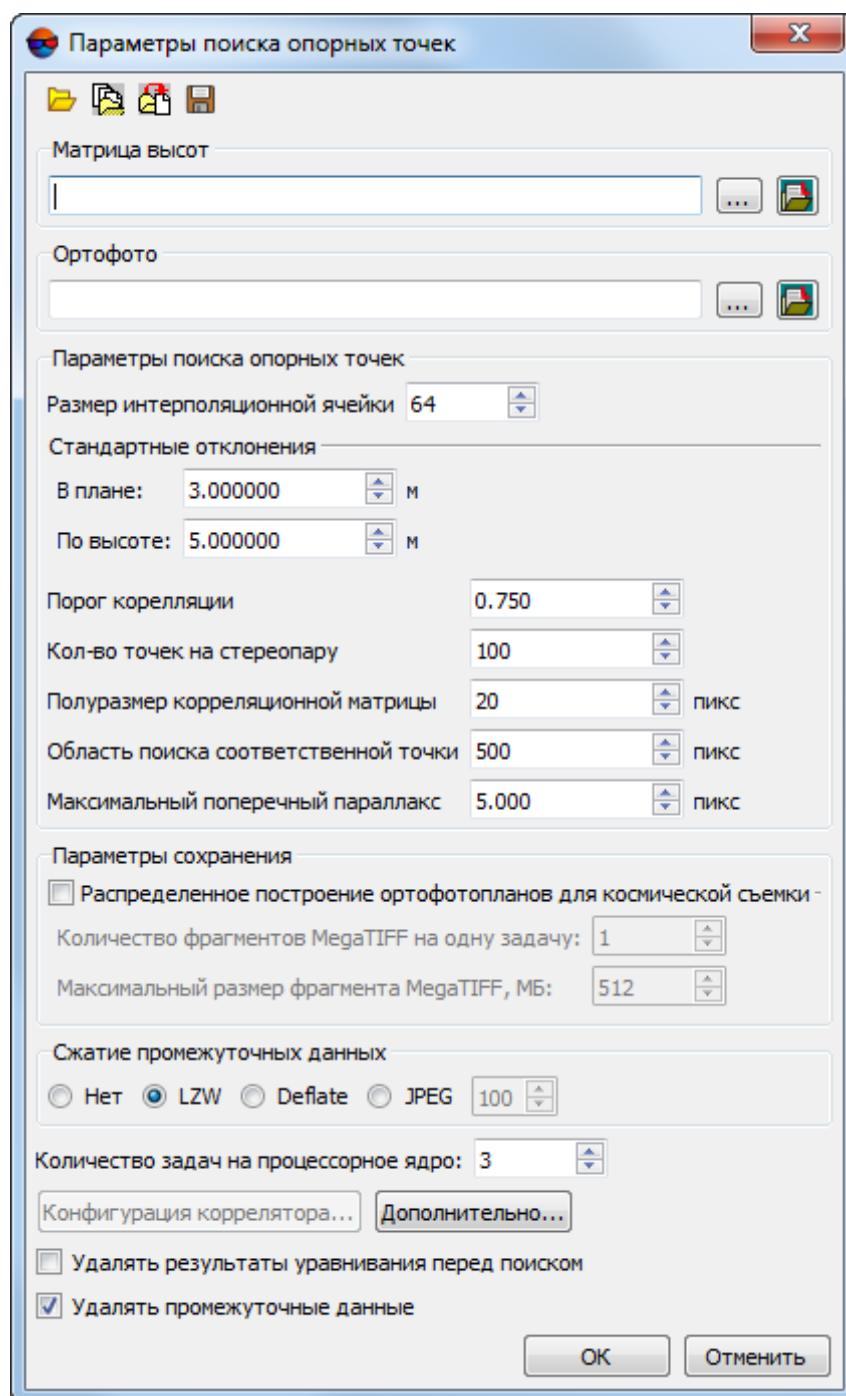 Параметры поиска опорных точек
Матрица высот
...
Ортофото
...
Параметры поиска опорных точек
Размер интерполяционной ячейки 64
Стандартные отклонения
В плане: 3.000000 м
По высоте: 5.000000 м
Порог корелляции 0.750
Кол-во точек на стереопару 100
Полуразмер корреляционной матрицы 20 пикс
Область поиска соответственной точки 500 пикс
Максимальный поперечный параллакс 5.000 пикс
Параметры сохранения
Распределенное построение ортофотопланов для космической съемки
Количество фрагментов MegaTIFF на одну задачу: 1
Максимальный размер фрагмента MegaTIFF, МБ: 512
Сжатие промежуточных данных
Нет LZW Deflate JPEG 100
Количество задач на процессорное ядро: 3
Конфигурация коррелятора... Дополнительно...
Удалять результаты уравнивания перед поиском
Удалять промежуточные данные
ОК Отменить